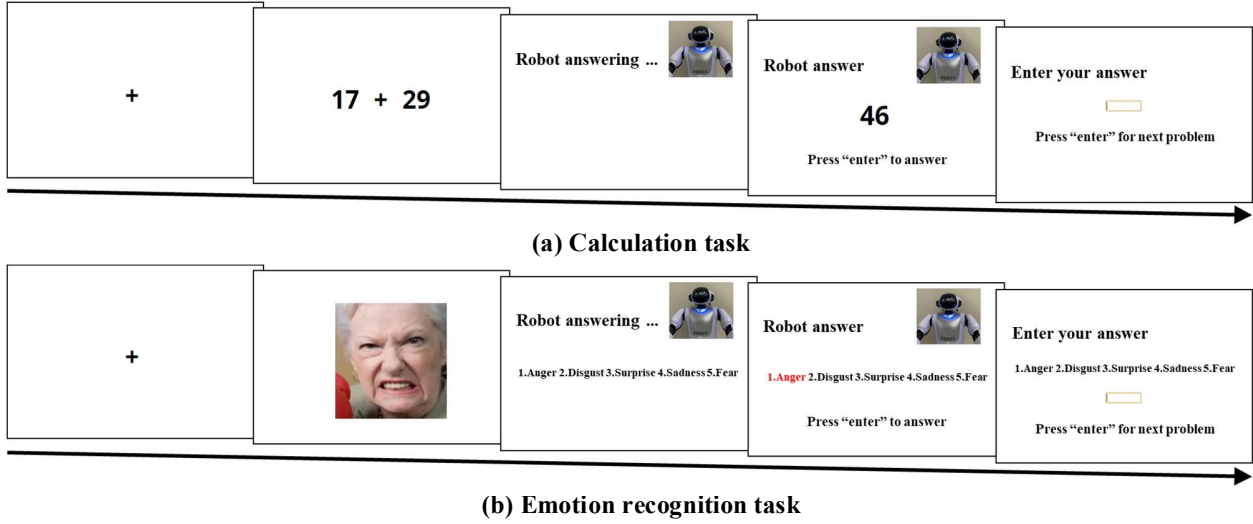 +
17 + 29
Robot answering ...
Robot answer
46
Press “enter” to answer
Enter your answer
Press “enter” for next problem
(a) Calculation task
+
Robot answering ...
1.Anger 2.Disgust 3.Surprise 4.Sadness 5.Fear
Robot answer
1.Anger 2.Disgust 3.Surprise 4.Sadness 5.Fear
Press “enter” to answer
Enter your answer
1.Anger 2.Disgust 3.Surprise 4.Sadness 5.Fear
Press “enter” for next problem
(b) Emotion recognition task